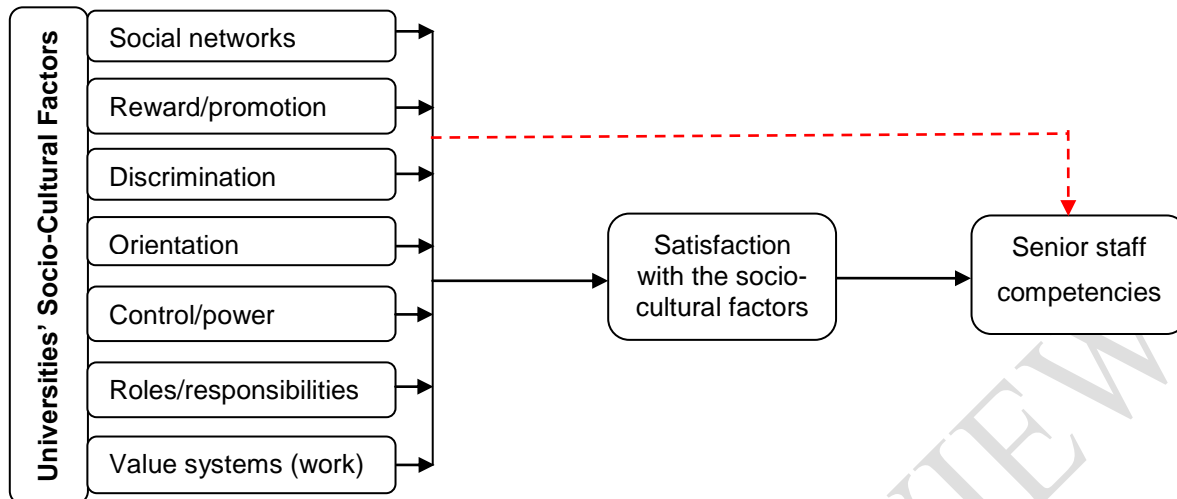 Universities’ Socio-Cultural Factors
Social networks
Reward/promotion
Discrimination
Orientation
Control/power
Roles/responsibilities
Value systems (work)
Satisfaction
with the socio-
cultural factors
Senior staff
competencies
VIEW